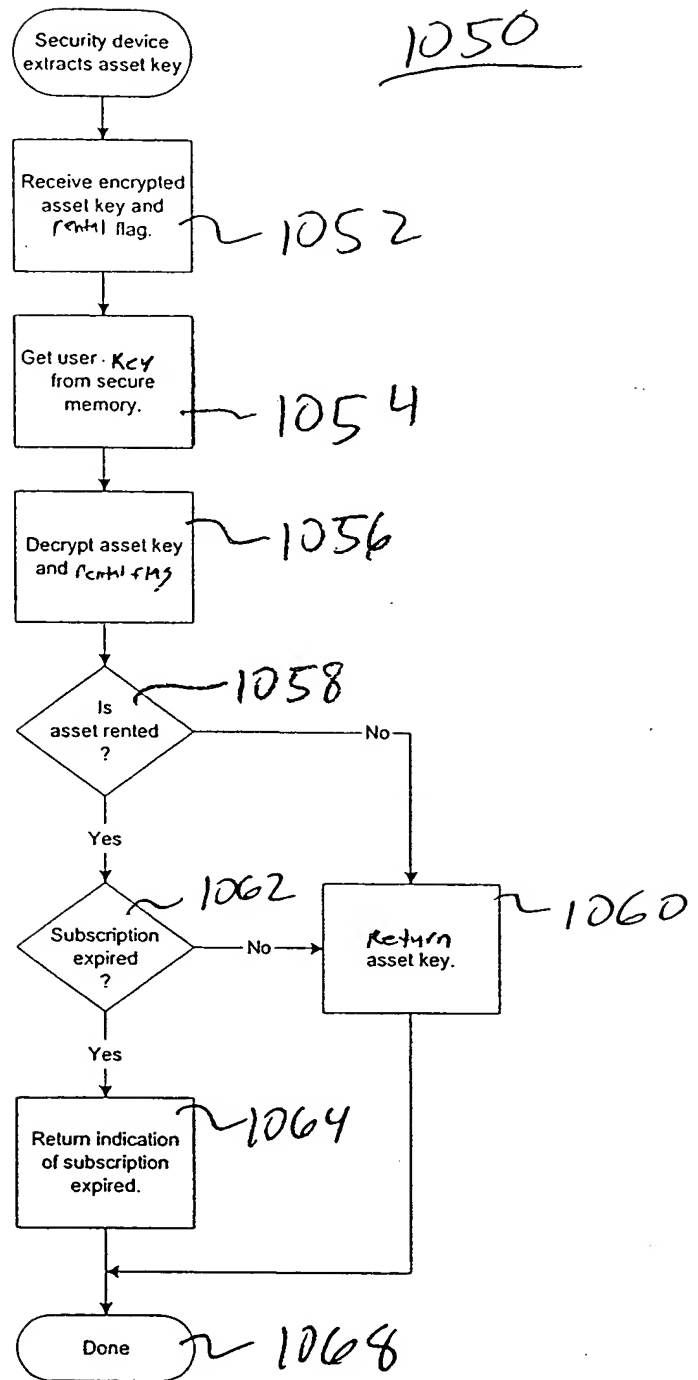 1050
Security device
extracts asset key
Receive encrypted
asset key and
rental flag.
1052
Get user. Key
from secure
memory.
1054
Decrypt asset key
and rental flag
1056
Is
asset rented
?
1058
No
Yes
Subscription
expired
?
1062
No
Return
asset key.
1060
Yes
Return indication
of subscription
expired.
1064
Done
1068